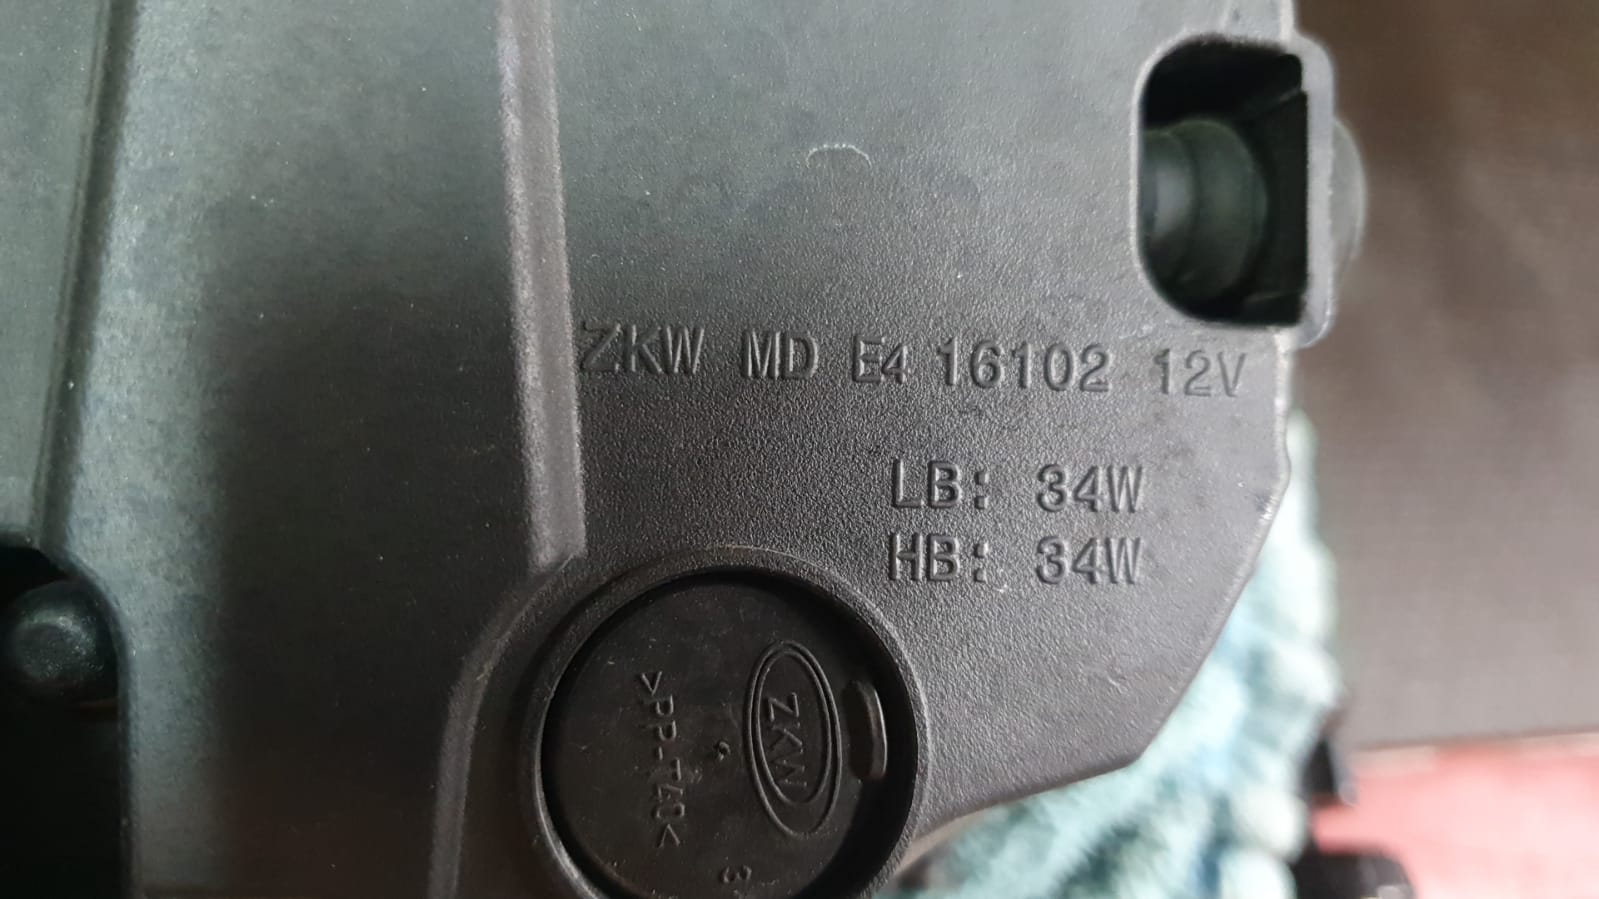 ZKW MD E4 16102 12V
LB: 34W
HB: 34W
ZKW
>PP-T40<